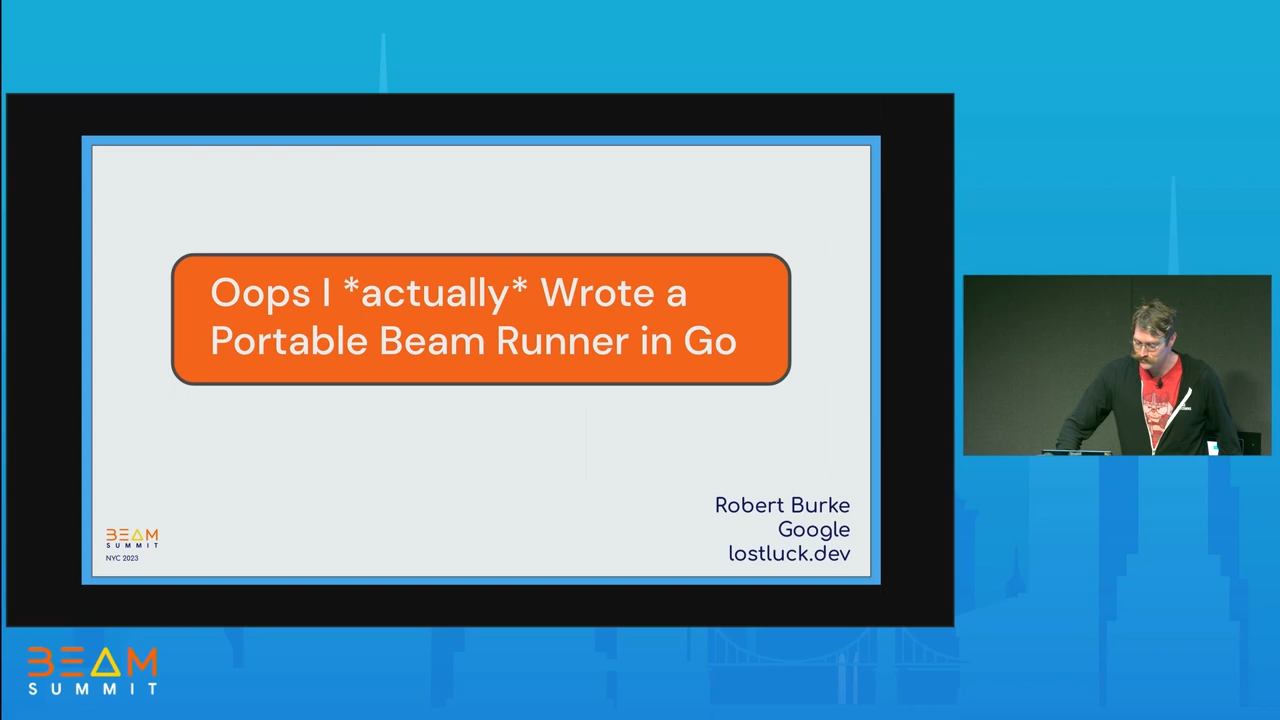 Oops I *actually* Wrote a
Portable Beam Runner in Go
Robert Burke
Google
lostluck.dev
BEAM
SUMMIT
NYC 2023
BEAM
SUMMIT